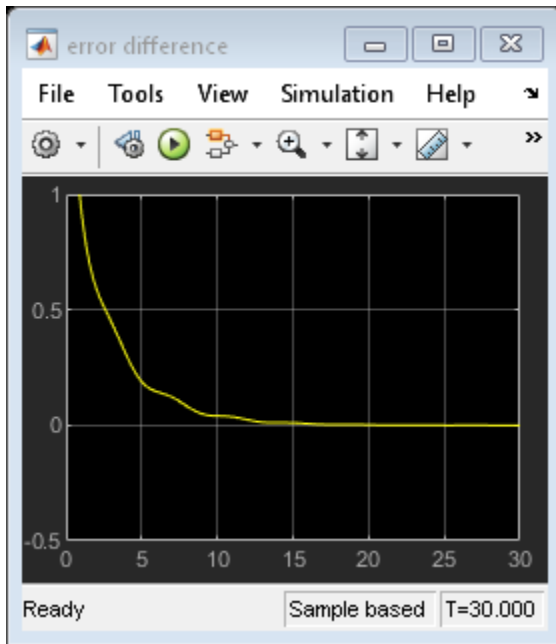 error difference
File Tools View Simulation Help
1
0.5
0
-0.5
0 5 10 15 20 25 30
Ready Sample based T=30.000